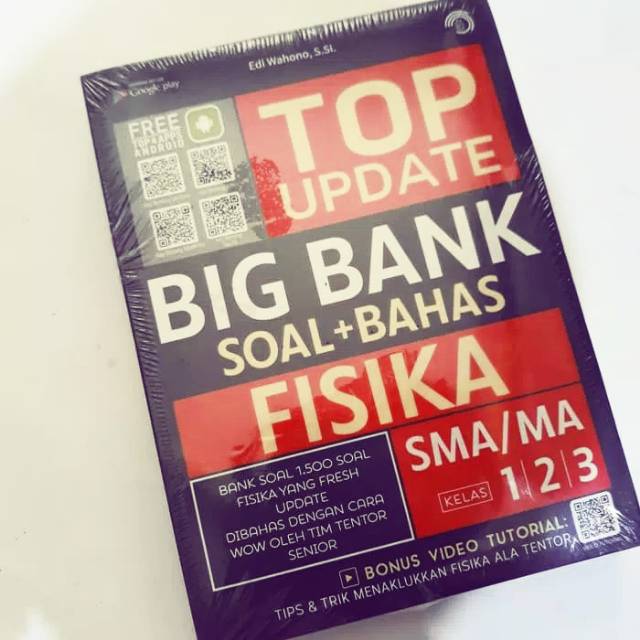 Edi Wahono, S.Si.
Google play
FREE
ANDROID
TOP
UPDATE
BIG BANK
SOAL+BAHAS
FISIKA
SMA/MA
KELAS 1|2|3
BANK SOAL 1.500 SOAL
FISIKA YANG FRESH
UPDATE
DIBAHAS DENGAN CARA
WOW OLEH TIM TENTOR
SENIOR
BONUS VIDEO TUTORIAL:
TIPS & TRIK MENAKLUKKAN FISIKA ALA TENTOR